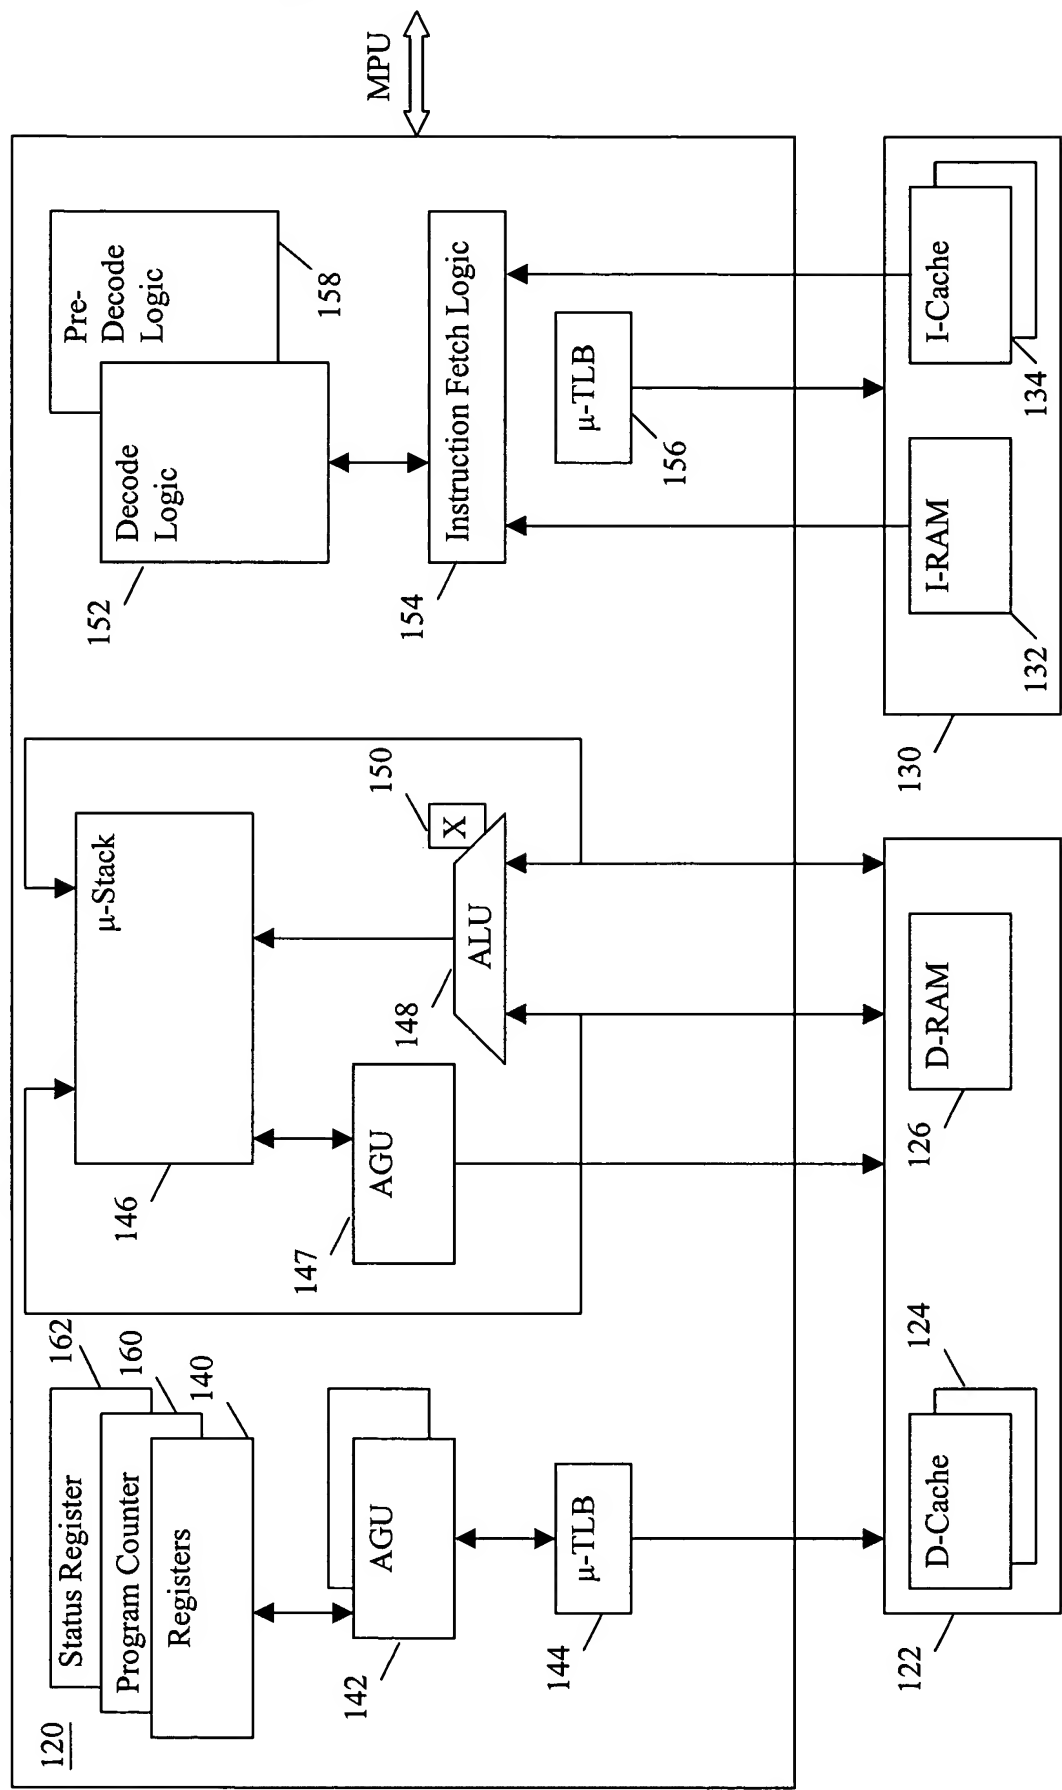 120
Status Register
162
Program Counter
160
Registers
140
AGU
142
μ-TLB
144
μ-Stack
146
AGU
147
ALU
148
X
150
Pre-
Decode
Logic
158
Decode
Logic
152
Instruction Fetch Logic
154
μ-TLB
156
MPU
D-Cache
124
D-RAM
126
122
I-RAM
132
I-Cache
134
130